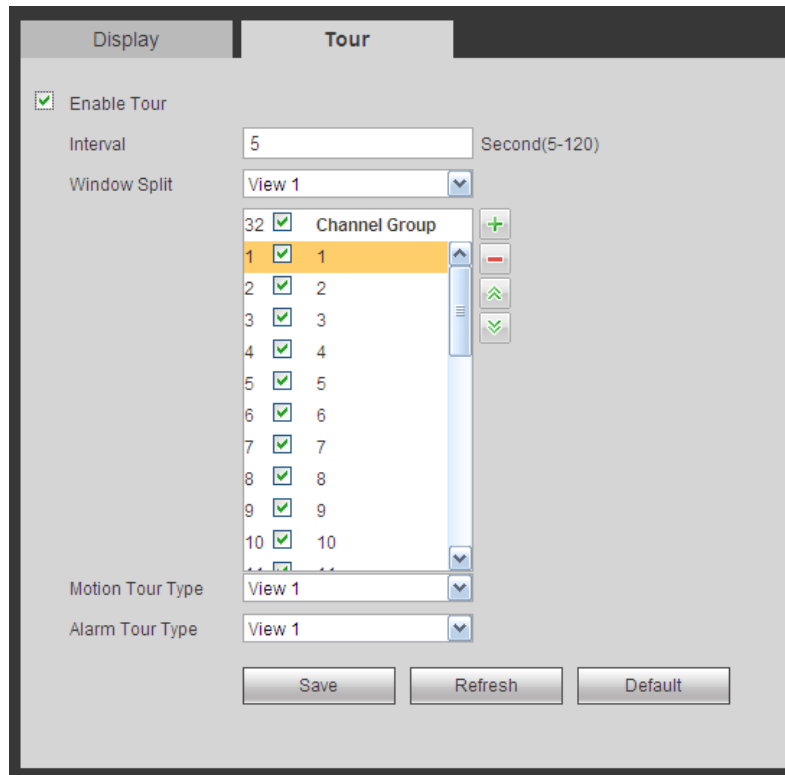 Display Tour
Enable Tour
Interval 5 Second(5-120)
Window Split View 1
32 Channel Group
1 1
2 2
3 3
4 4
5 5
6 6
7 7
8 8
9 9
10 10
Motion Tour Type View 1
Alarm Tour Type View 1
Save Refresh Default